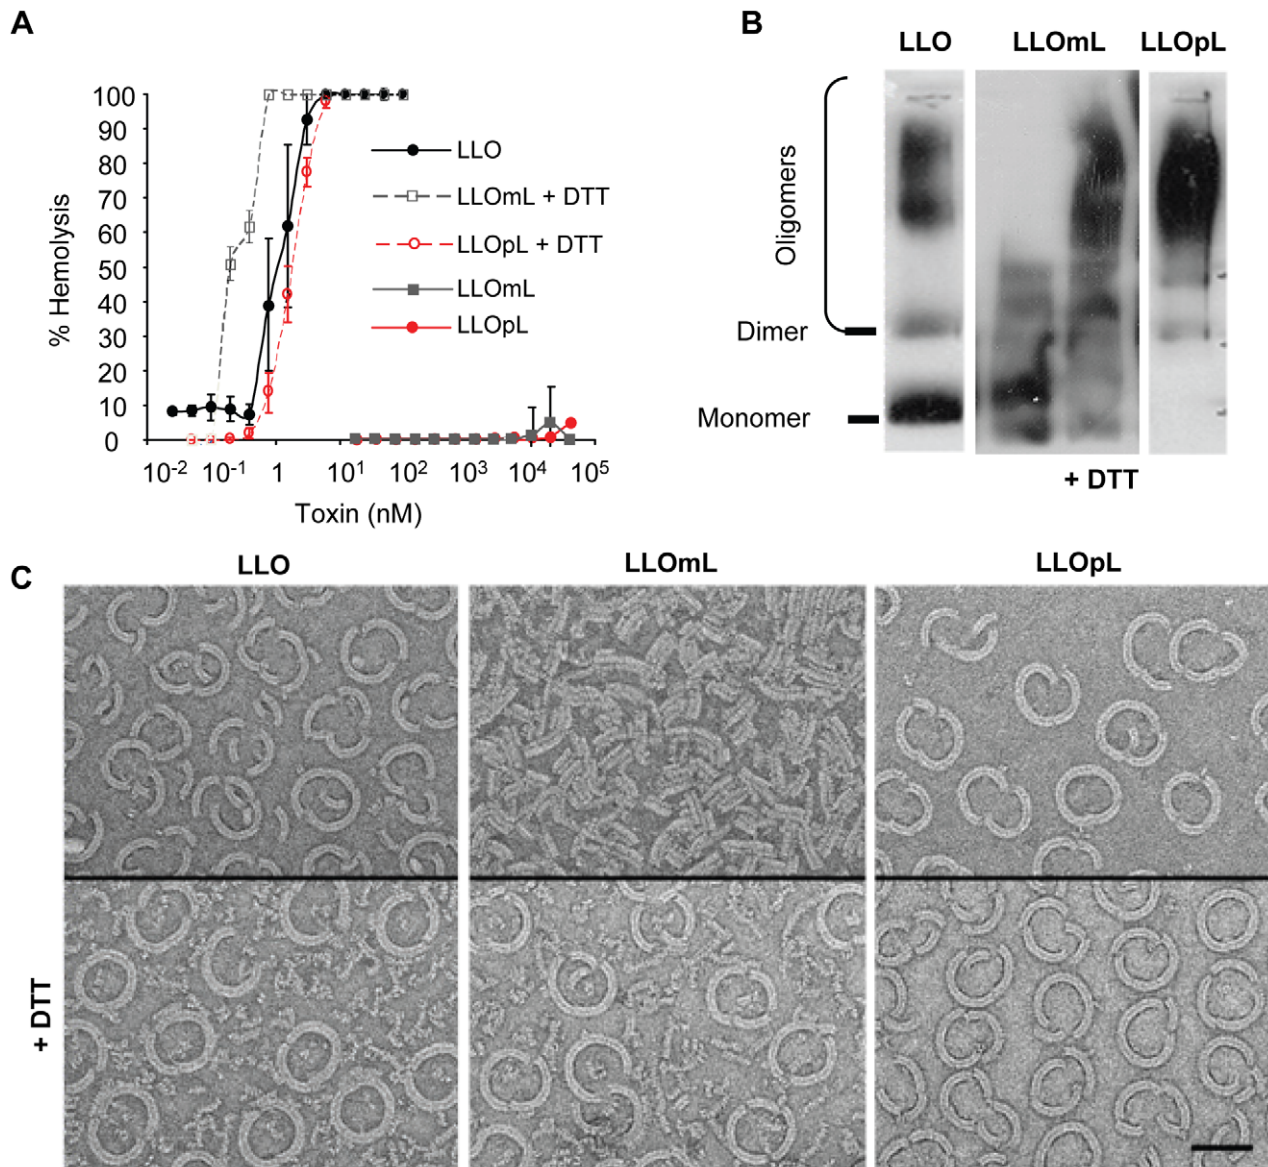 A
100
90
80
70
60
50
40
30
20
10
0
% Hemolysis
10-2 10-1 1 101 102 103 104 105
Toxin (nM)
LLO
LLOmL + DTT
LLOpL + DTT
LLOmL
LLOpL
B
LLO LLOmL LLOpL
Oligomers
Dimer
Monomer
+ DTT
C
LLO LLOmL LLOpL
+ DTT